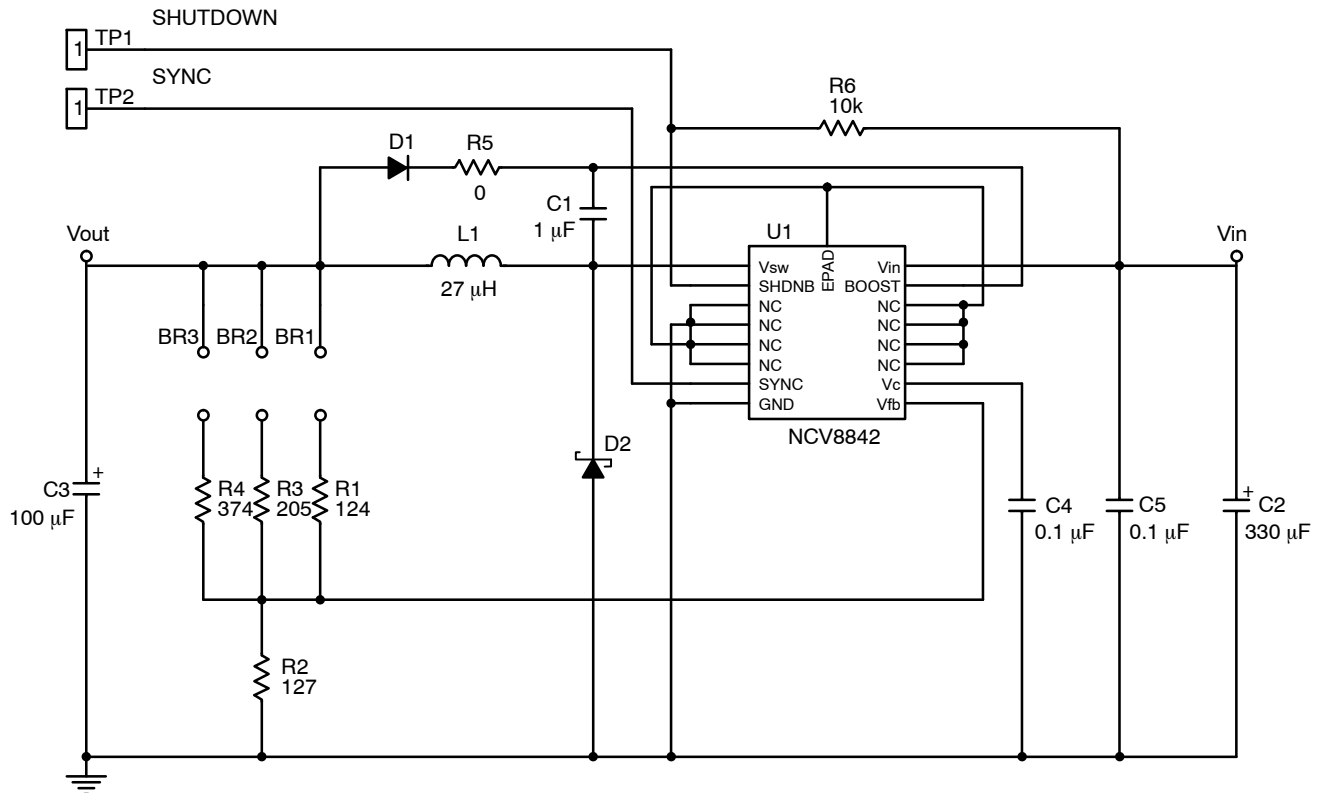 SHUTDOWN
1 TP1
SYNC
1 TP2
R6
10k
D1
R5
0
C1
1 μF
U1
Vout
L1
27 μH
Vin
Vsw
SHDNB
NC
NC
NC
NC
SYNC
GND
EPAD
Vin
BOOST
NC
NC
NC
NC
Vc
Vfb
NCV8842
BR3 BR2 BR1
D2
C3
+
100 μF
R4
374
R3
205
R1
124
C4
0.1 μF
C5
0.1 μF
+
C2
330 μF
R2
127